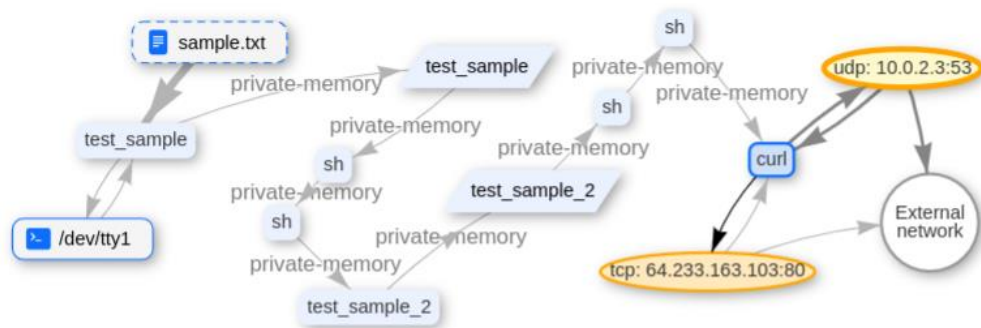 sample.txt
private-memory
test_sample
test_sample
/dev/tty1
private-memory
sh
private-memory
sh
private-memory
test_sample_2
private-memory
test_sample_2
private-memory
sh
private-memory
sh
private-memory
curl
udp: 10.0.2.3:53
tcp: 64.233.163.103:80
External
network